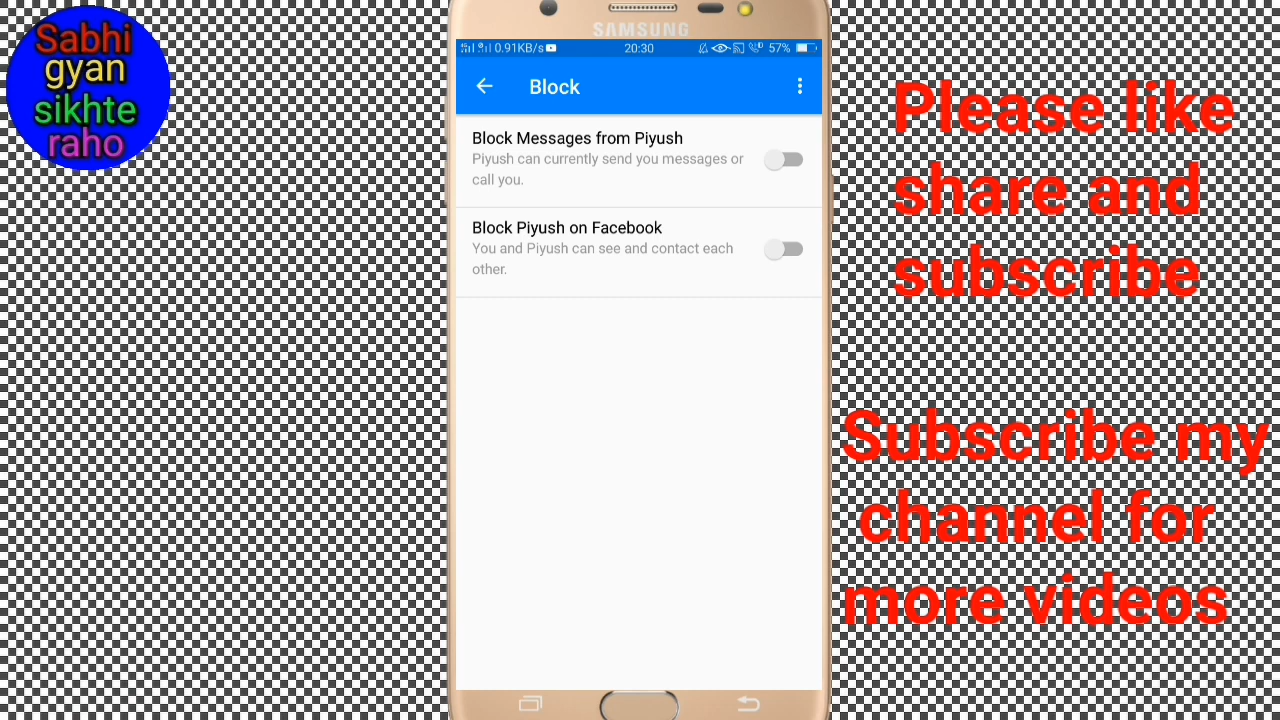 Sabhi
gyan
sikhte
raho
SAMSUNG
0.91KB/s
20:30
57%
Block
Block Messages from Piyush
Piyush can currently send you messages or
call you.
Block Piyush on Facebook
You and Piyush can see and contact each
other.
Please like
share and
subscribe
Subscribe my
channel for
more videos